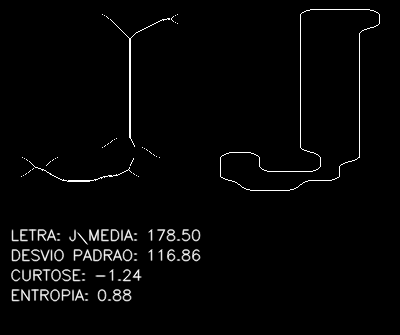 J J
LETRA: J\MEDIA: 178.50
DESVIO PADRAO: 116.86
CURTOSE: -1.24
ENTROPIA: 0.88